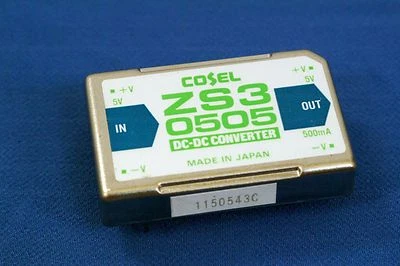 COSEL
+V
5V
ZS3
+V
5V
IN
0505
OUT
500mA
DC-DC CONVERTER
-V
MADE IN JAPAN
-V
1150543C